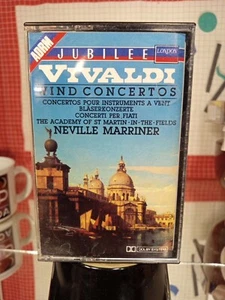 ADRM
JUBILEE
LONDON
VIVALDI
WIND CONCERTOS
CONCERTOS POUR INSTRUMENTS A VENT
BLÄSERKONZERTE
CONCERTI PER FIATI
THE ACADEMY OF ST MARTIN-IN-THE-FIELDS
NEVILLE MARRINER
DOLBY SYSTEM